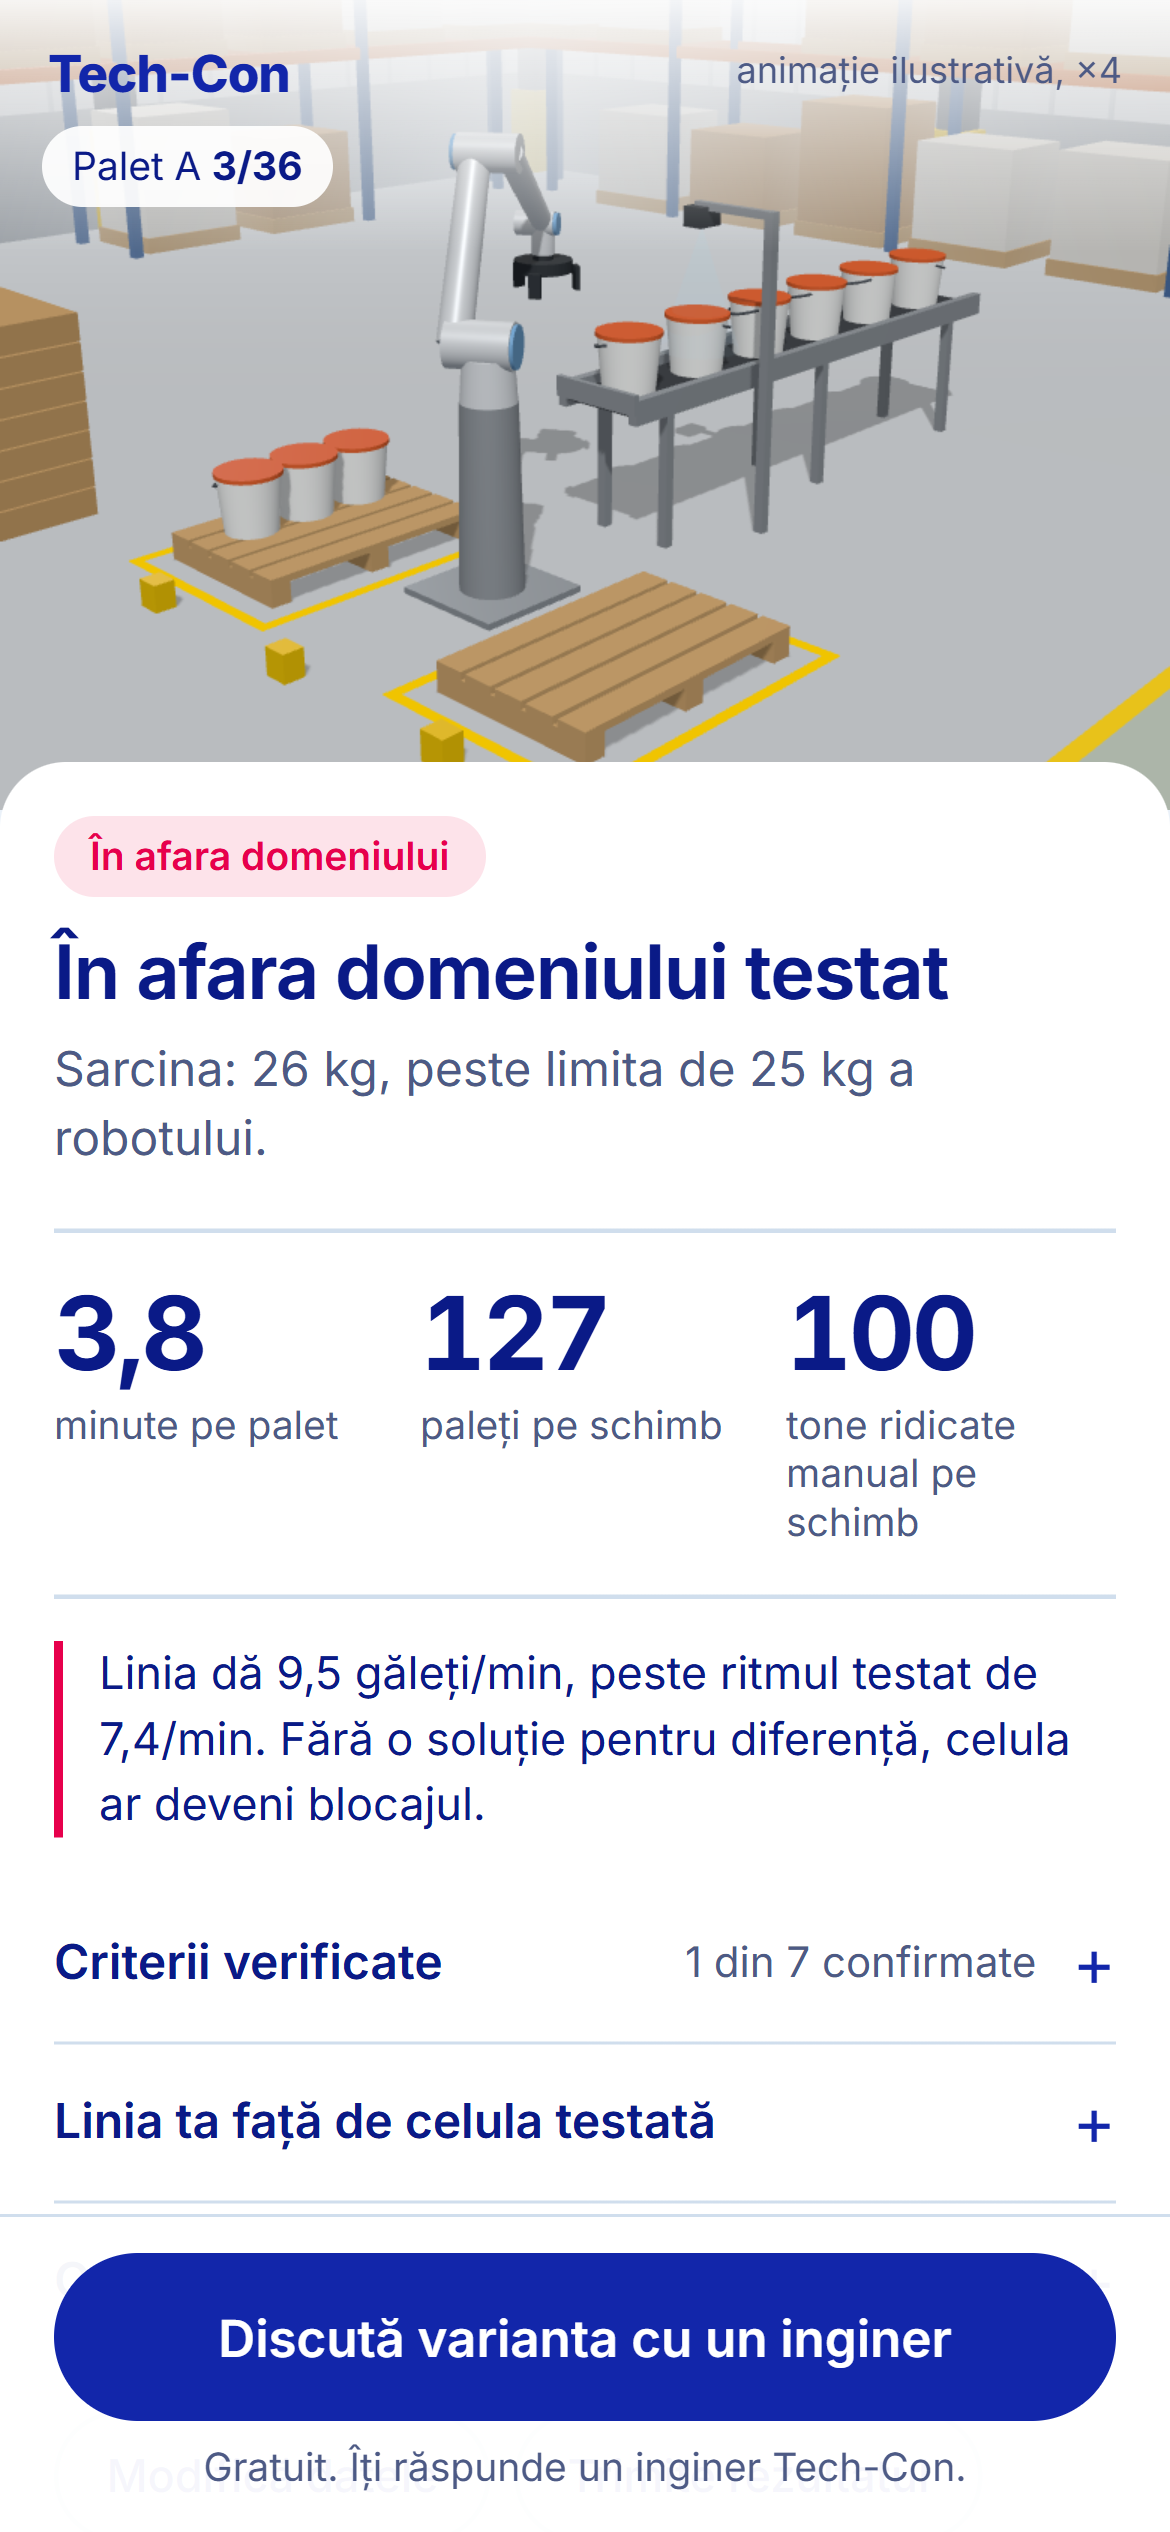 Tech-Con
animație ilustrativă, ×4
Palet A 3/36
În afara domeniului
În afara domeniului testat
Sarcina: 26 kg, peste limita de 25 kg a
robotului.
3,8
minute pe palet
127
paleți pe schimb
100
tone ridicate
manual pe
schimb
Linia dă 9,5 găleți/min, peste ritmul testat de
7,4/min. Fără o soluție pentru diferență, celula
ar deveni blocajul.
Criterii verificate
1 din 7 confirmate +
Linia ta față de celula testată +
Discută varianta cu un inginer
Gratuit. Îți răspunde un inginer Tech-Con.